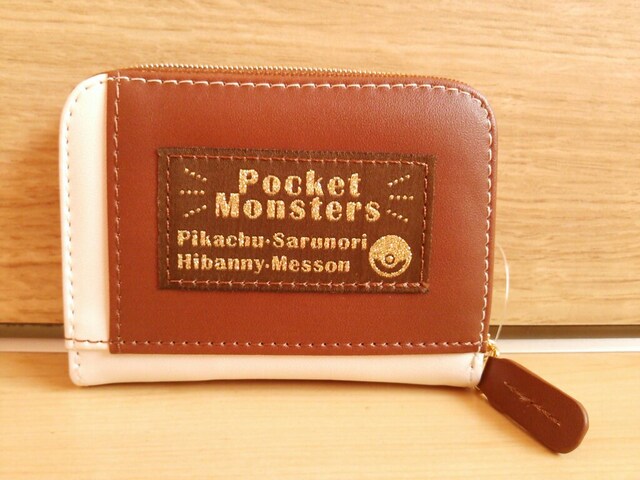 Pocket
Monsters
Pikachu·Sarunori
Hibanny·Messon